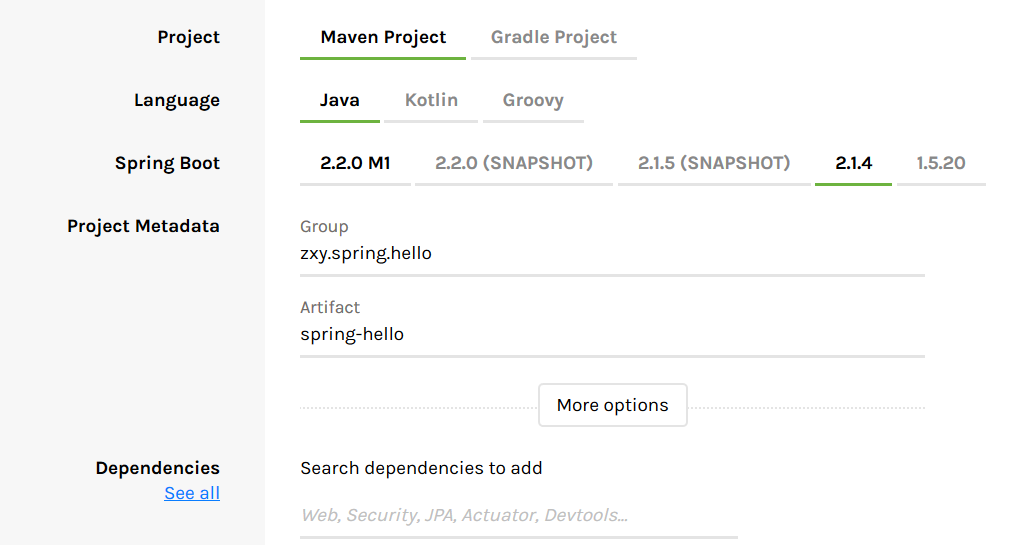 Project Maven Project Gradle Project
Language Java Kotlin Groovy
Spring Boot 2.2.0 M1 2.2.0 (SNAPSHOT) 2.1.5 (SNAPSHOT) 2.1.4 1.5.20
Project Metadata Group
zxy.spring.hello
Artifact
spring-hello
More options
Dependencies Search dependencies to add
See all
Web, Security, JPA, Actuator, Devtools...